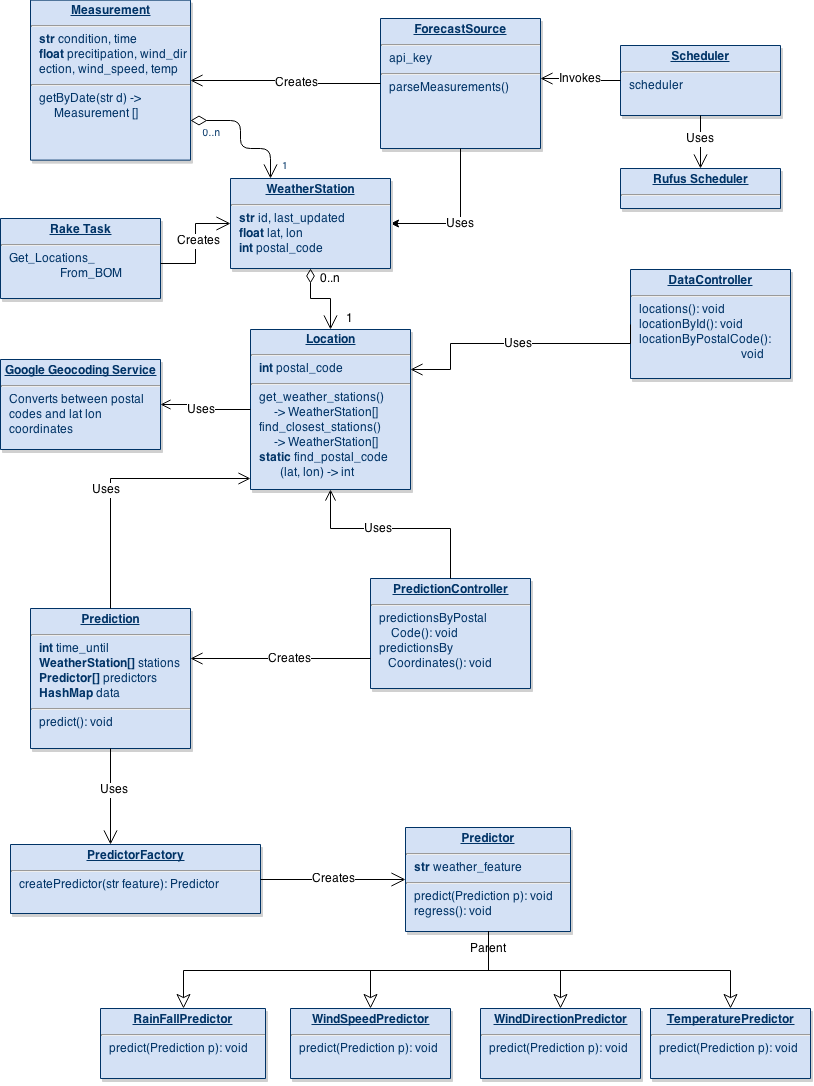 Measurement
str condition, time
float precitipation, wind_dir
ection, wind_speed, temp
getByDate(str d) ->
Measurement []
ForecastSource
api_key
parseMeasurements()
Scheduler
scheduler
Creates
Invokes
0..n
1
Uses
Rufus Scheduler
WeatherStation
str id, last_updated
float lat, lon
int postal_code
Uses
Rake Task
Get_Locations_
From_BOM
Creates
0..n
1
DataController
locations(): void
locationById(): void
locationByPostalCode():
void
Uses
Location
int postal_code
get_weather_stations()
-> WeatherStation[]
find_closest_stations()
-> WeatherStation[]
static find_postal_code
(lat, lon) -> int
Google Geocoding Service
Converts between postal
codes and lat lon
coordinates
Uses
Uses
Uses
PredictionController
predictionsByPostal
Code(): void
predictionsBy
Coordinates(): void
Prediction
int time_until
WeatherStation[] stations
Predictor[] predictors
HashMap data
predict(): void
Creates
Uses
PredictorFactory
createPredictor(str feature): Predictor
Creates
Predictor
str weather_feature
predict(Prediction p): void
regress(): void
Parent
RainFallPredictor
predict(Prediction p): void
WindSpeedPredictor
predict(Prediction p): void
WindDirectionPredictor
predict(Prediction p): void
TemperaturePredictor
predict(Prediction p): void